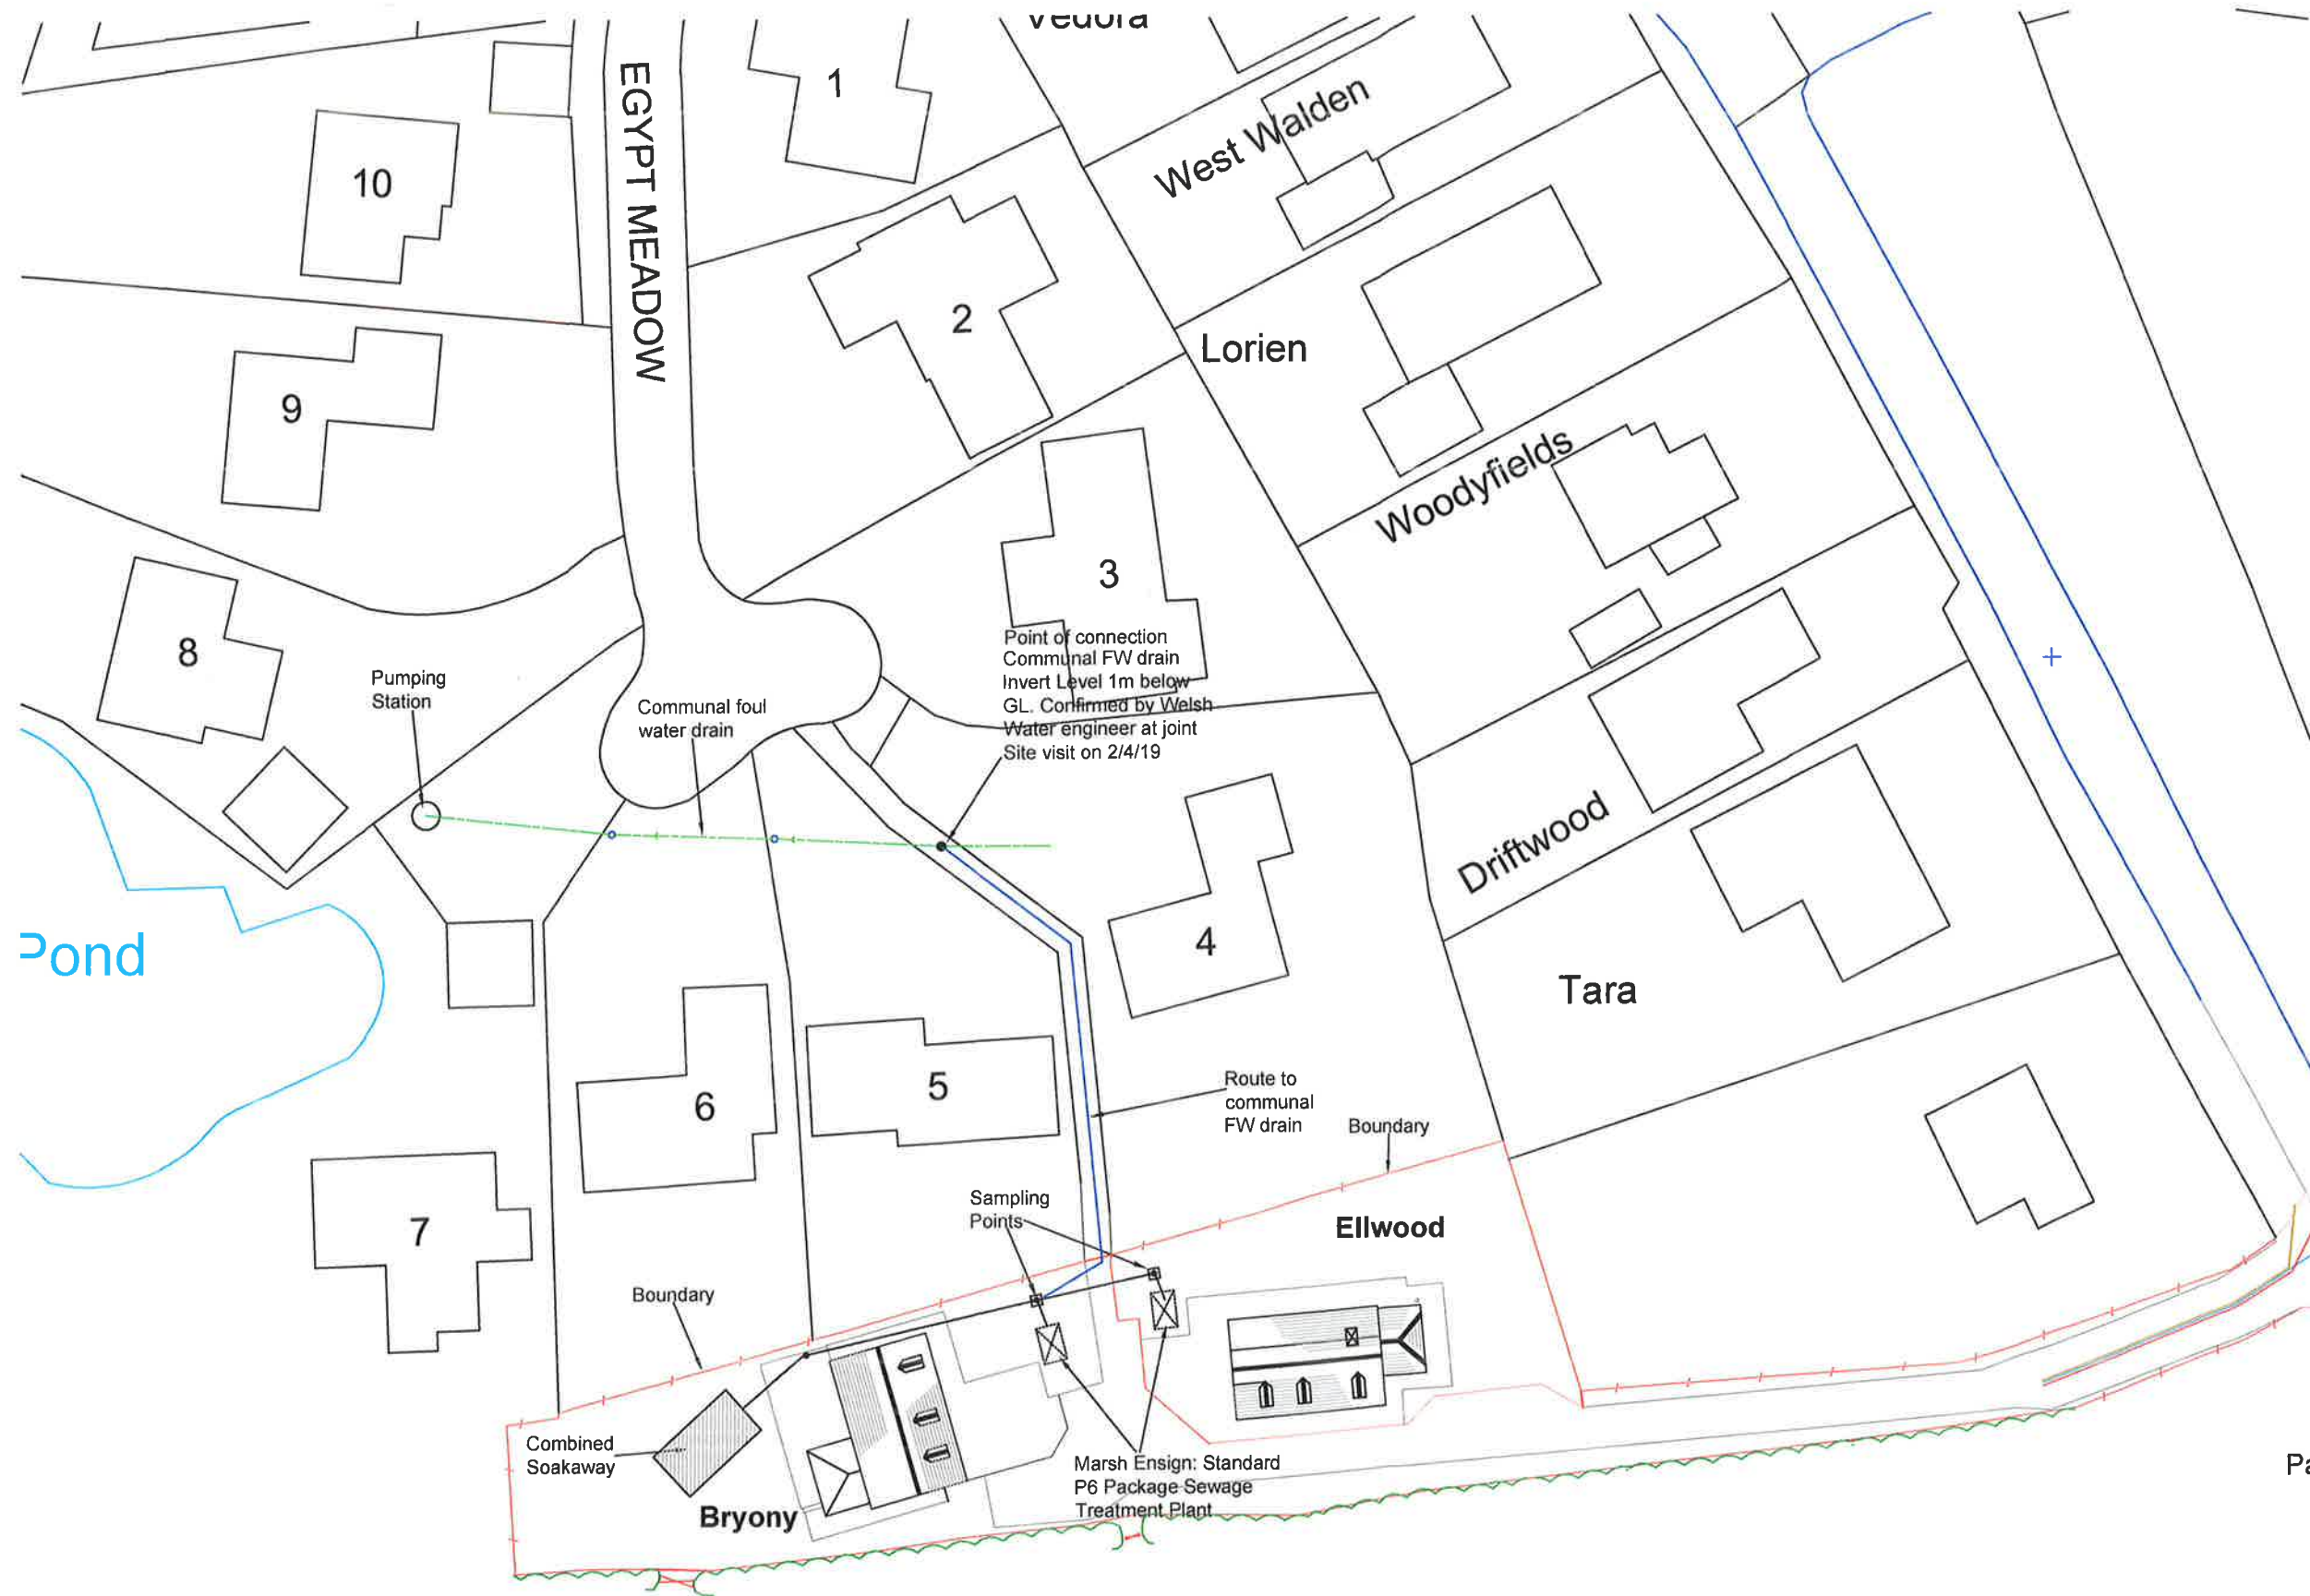 Vedora
1
EGYPT MEADOW
West Walden
10
2
Lorien
9
Woodyfields
3
Point of connection
Communal FW drain
Invert Level 1m below
GL. Confirmed by Welsh
Water engineer at joint
Site visit on 2/4/19
8
Pumping
Station
Communal foul
water drain
Driftwood
Pond
4
Tara
6
5
Route to
communal
FW drain
Boundary
7
Sampling
Points
Ellwood
Boundary
Combined
Soakaway
Marsh Ensign: Standard
P6 Package Sewage
Treatment Plant
Bryony